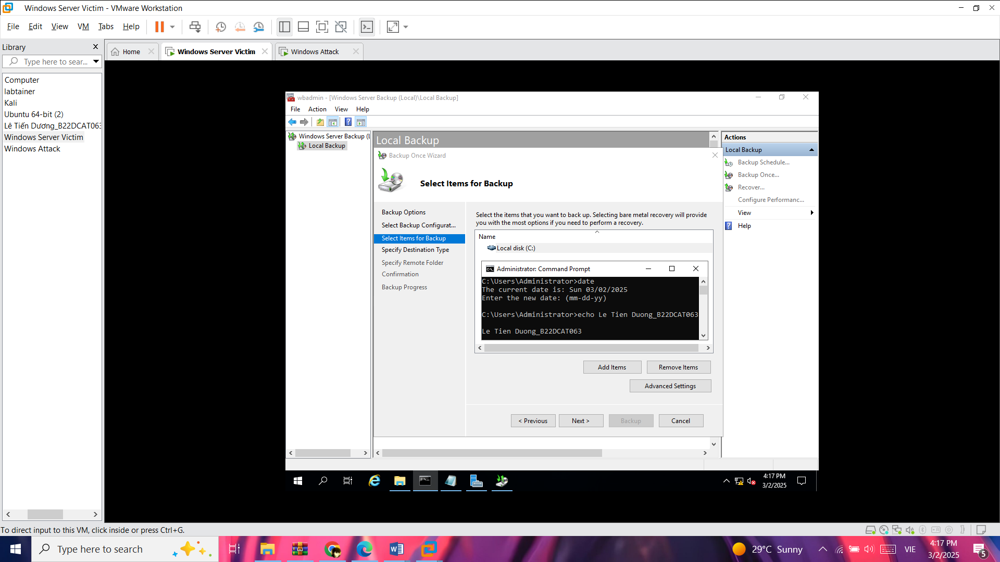 Windows Server Victim - VMware Workstation
File Edit View VM Tabs Help
Library
Type here to sear...
Home
Windows Server Victim
Windows Attack
Computer
labtainer
Kali
Ubuntu 64-bit (2)
Lê Tiến Dương_B22DCAT063
Windows Server Victim
Windows Attack
wbadmin - [Windows Server Backup (Local)\Local Backup]
File Action View Help
Windows Server Backup (L
Local Backup
Local Backup
Backup Once Wizard
Select Items for Backup
Backup Options
Select Backup Configurat...
Select Items for Backup
Specify Destination Type
Specify Remote Folder
Confirmation
Backup Progress
Select the items that you want to back up. Selecting bare metal recovery will provide
you with the most options if you need to perform a recovery.
Name
Local disk (C:)
Administrator: Command Prompt
C:\Users\Administrator>date
The current date is: Sun 03/02/2025
Enter the new date: (mm-dd-yy)
C:\Users\Administrator>echo Le Tien Duong_B22DCAT063
Le Tien Duong_B22DCAT063
Add Items
Remove Items
Advanced Settings
< Previous
Next >
Backup
Cancel
Actions
Local Backup
Backup Schedule...
Backup Once...
Recover...
Configure Performanc...
View
Help
4:17 PM
3/2/2025
To direct input to this VM, click inside or press Ctrl+G.
Type here to search
29°C Sunny
VIE
4:17 PM
3/2/2025
5